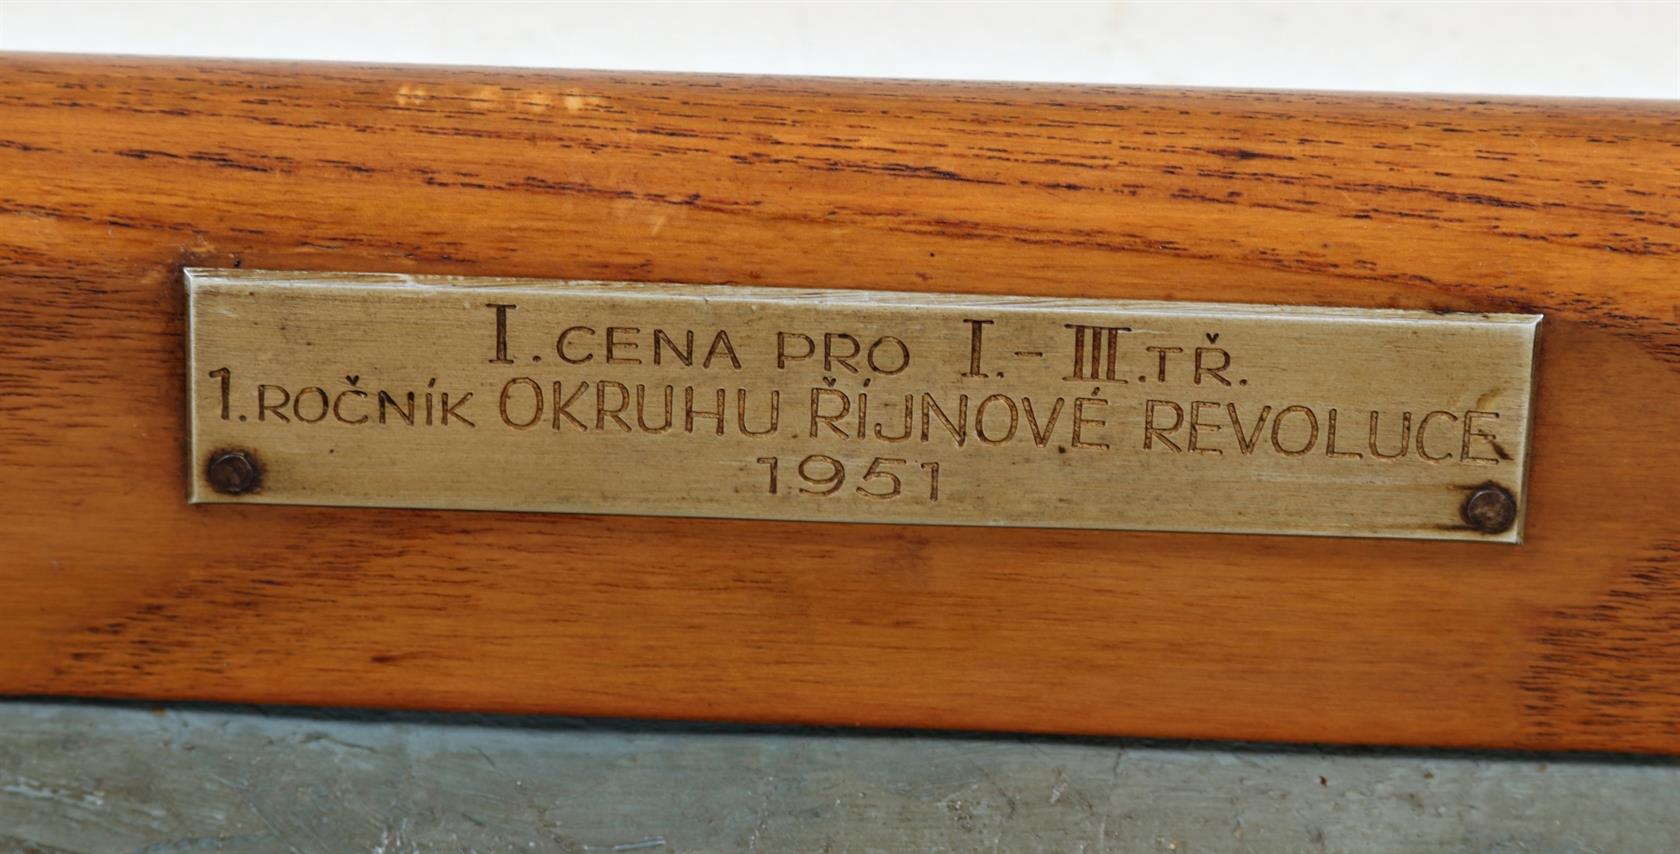 I. CENA PRO I. - III. TŘ.
1. ROČNÍK OKRUHU ŘÍJNOVÉ REVOLUCE
1951